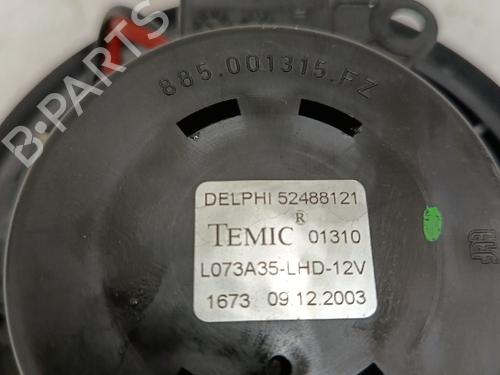 885.001315.FZ
B-PARTS
DELPHI 52488121
TEMIC® 01310
L073A35-LHD-12V
1673 09.12.2003